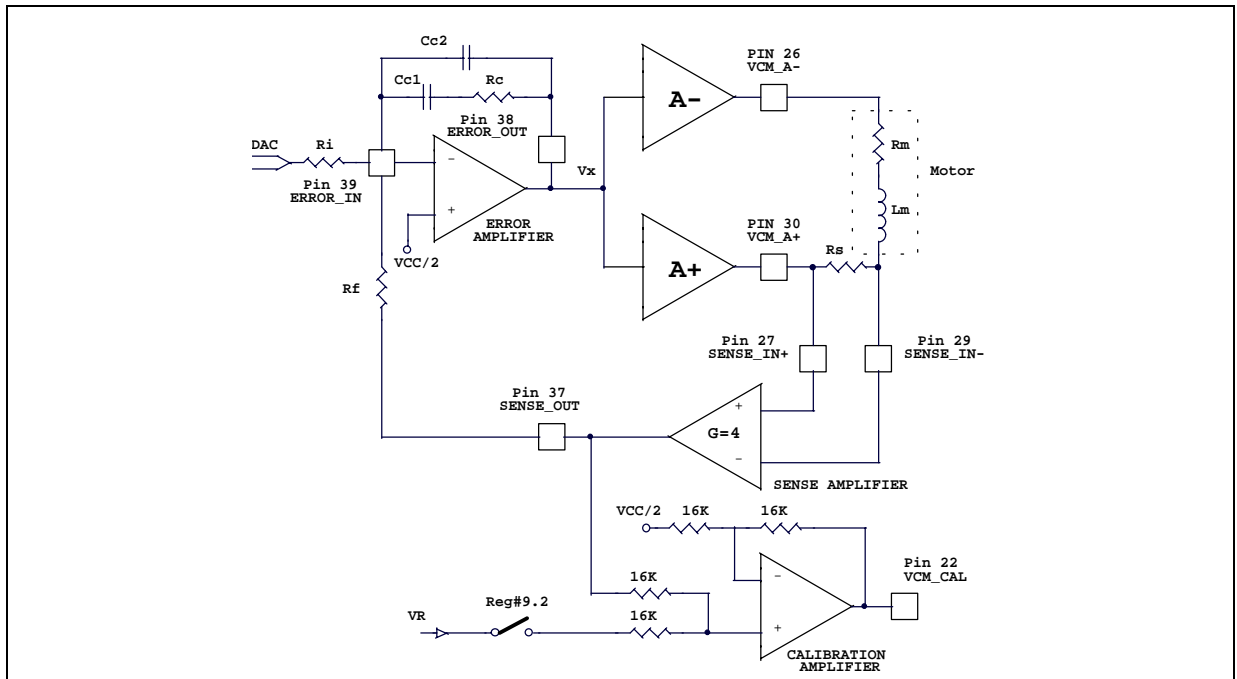 Cc2
Cc1
Rc
Pin 38
ERROR_OUT
DAC
Ri
Pin 39
ERROR_IN
−
+
VCC/2
ERROR
AMPLIFIER
Vx
A-
PIN 26
VCM_A-
Rm
Motor
Lm
A+
PIN 30
VCM_A+
Rs
Rf
Pin 27
SENSE_IN+
Pin 29
SENSE_IN-
Pin 37
SENSE_OUT
+
G=4
−
SENSE AMPLIFIER
VCC/2
16K
16K
Pin 22
VCM_CAL
16K
−
Reg#9.2
VR
16K
+
CALIBRATION
AMPLIFIER